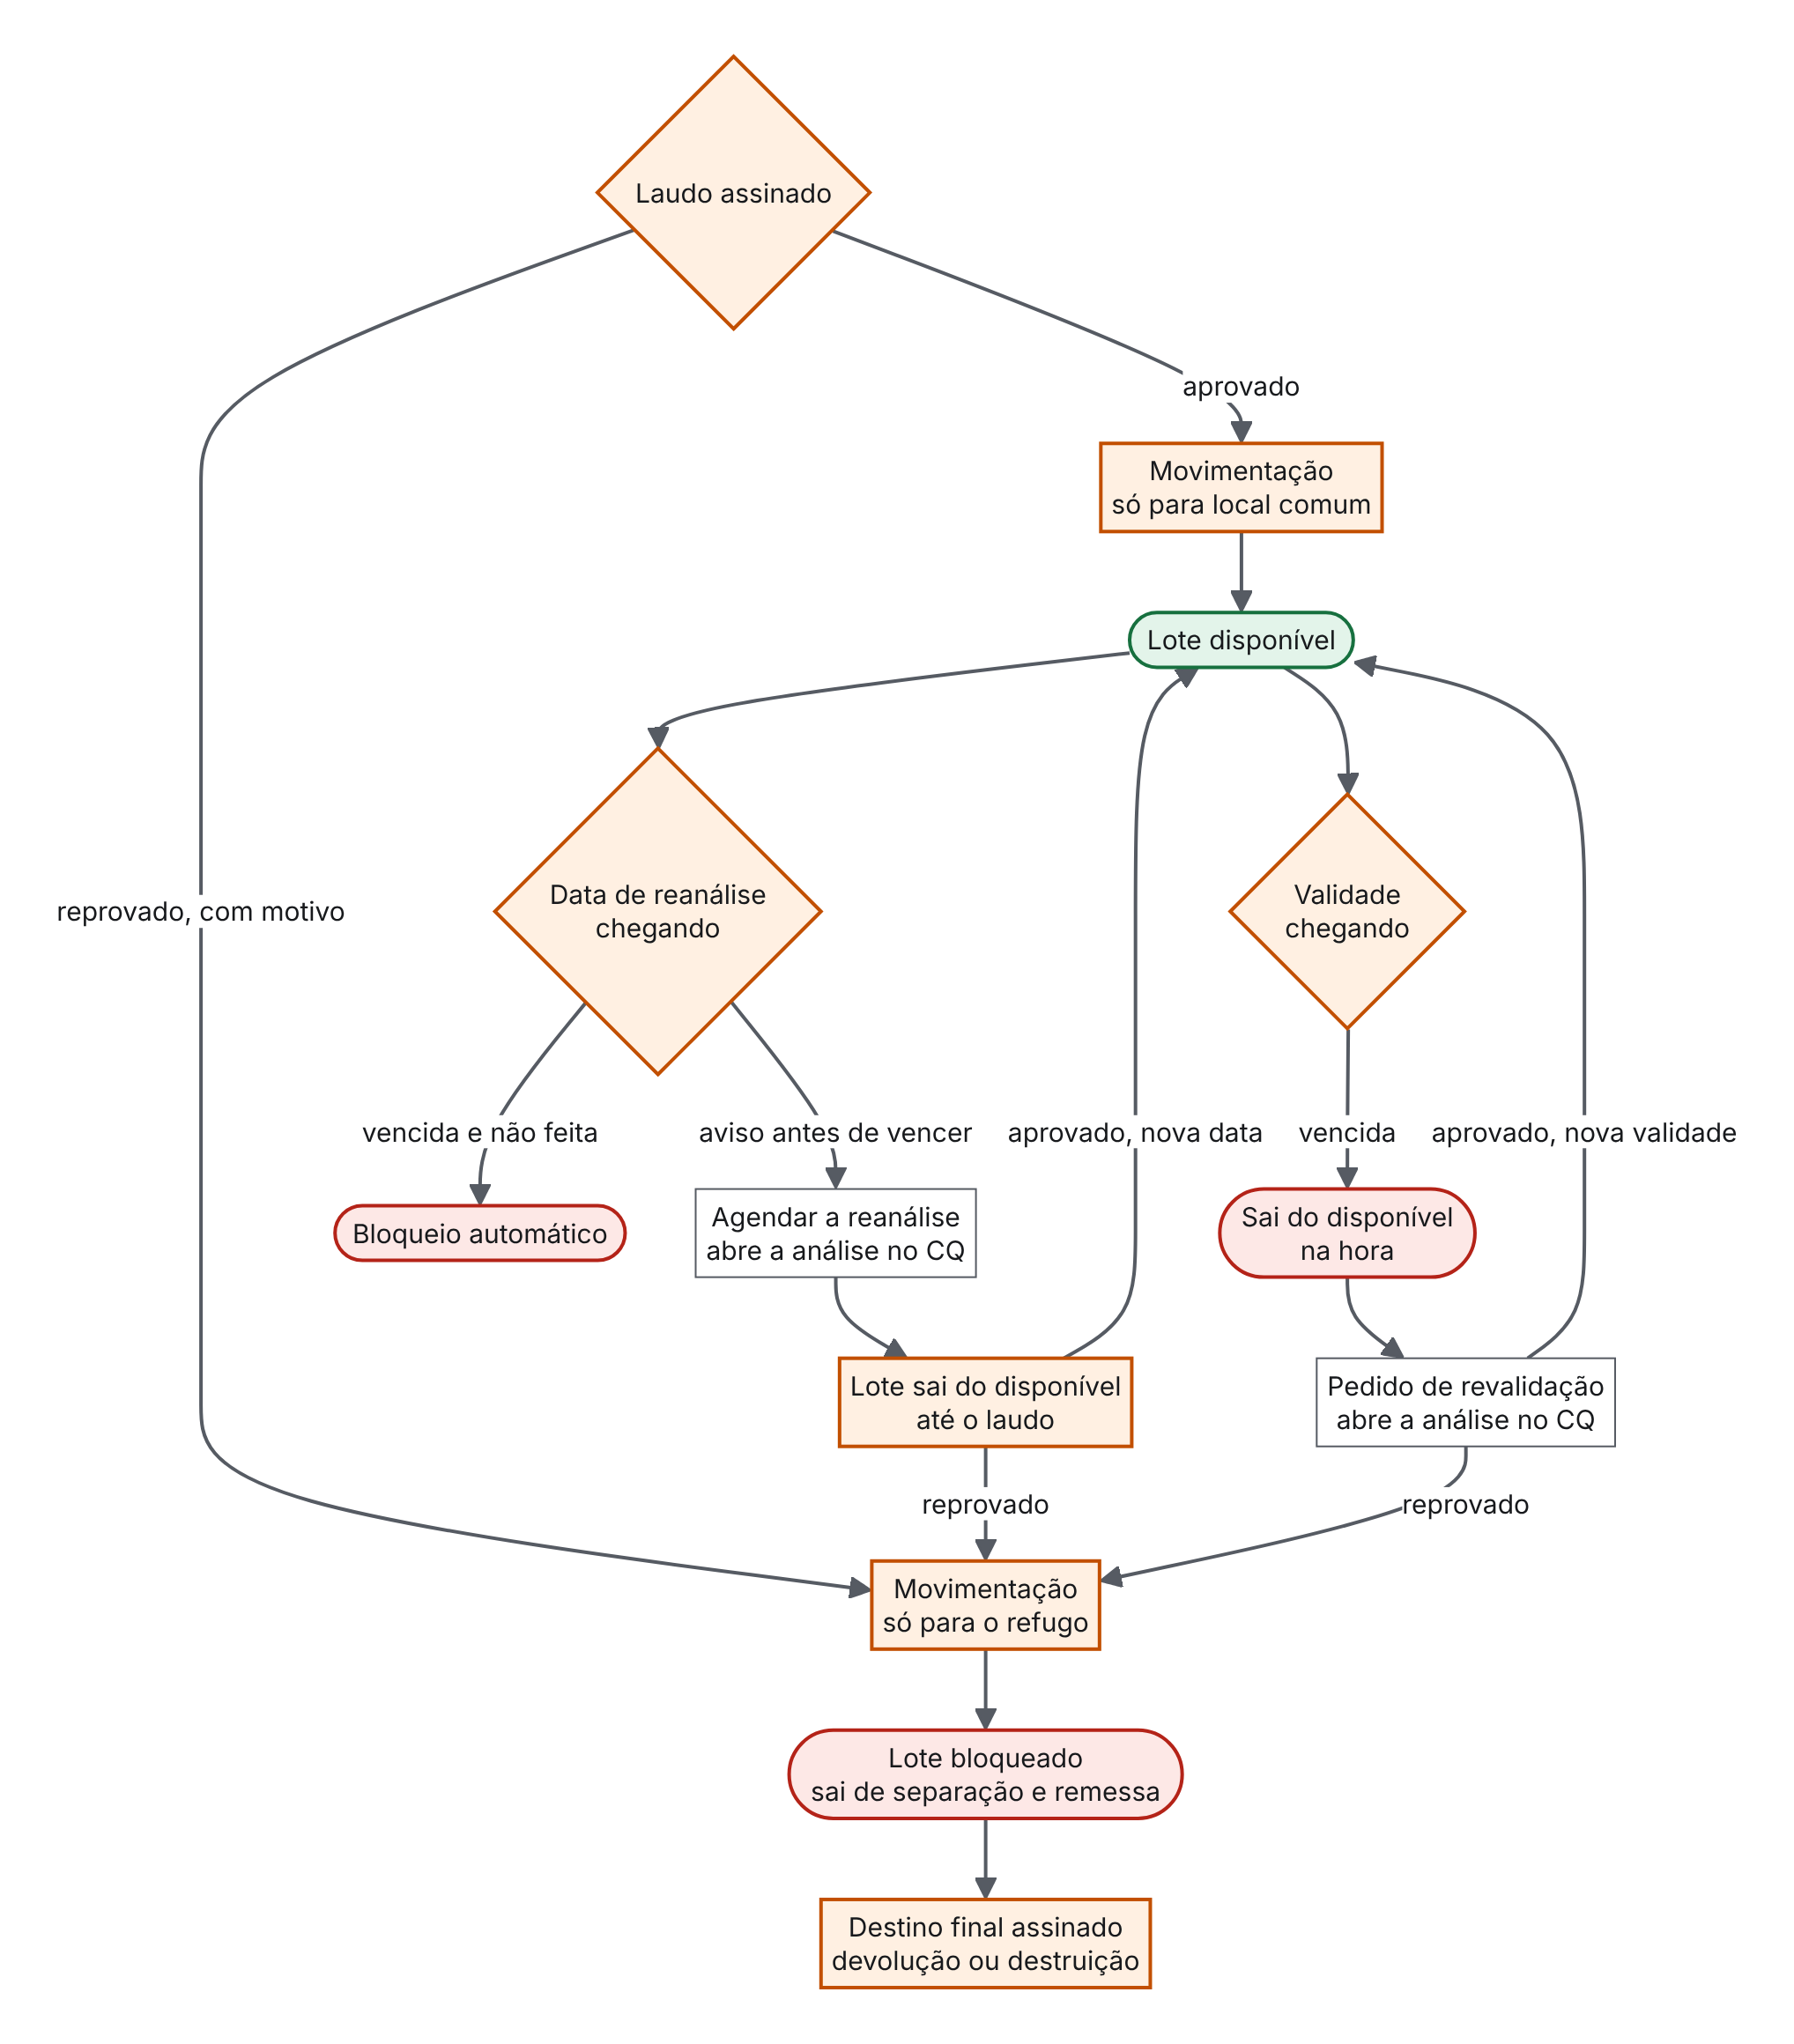 Laudo assinado
aprovado
Movimentação
só para local comum
Lote disponível
Data de reanálise
chegando
Validade
chegando
reprovado, com motivo
vencida e não feita
aviso antes de vencer
aprovado, nova data
vencida
aprovado, nova validade
Bloqueio automático
Agendar a reanálise
abre a análise no CQ
Sai do disponível
na hora
Lote sai do disponível
até o laudo
Pedido de revalidação
abre a análise no CQ
reprovado
reprovado
Movimentação
só para o refugo
Lote bloqueado
sai de separação e remessa
Destino final assinado
devolução ou destruição